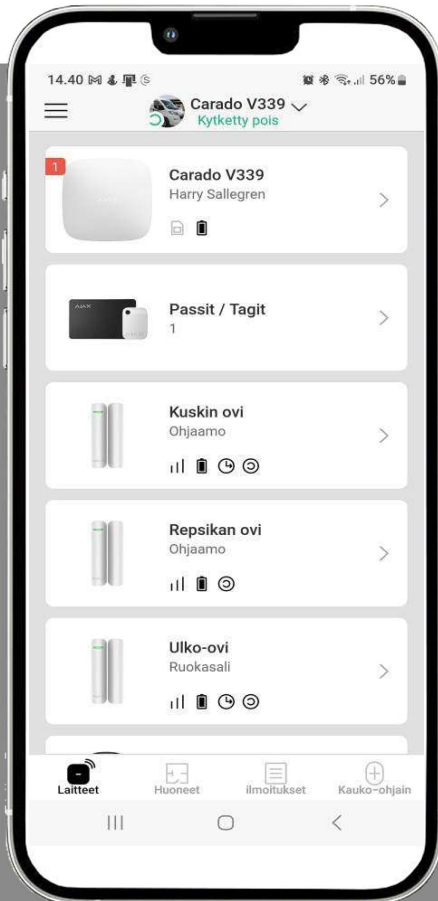 14.40
56%
Carado V339
Kytketty pois
1
Carado V339
Harry Sallegren
AJAX
Passit / Tagit
1
Kuskin ovi
Ohjaamo
Repsikan ovi
Ohjaamo
Ulko-ovi
Ruokasali
Laitteet
Huoneet
ilmoitukset
Kauko-ohjain